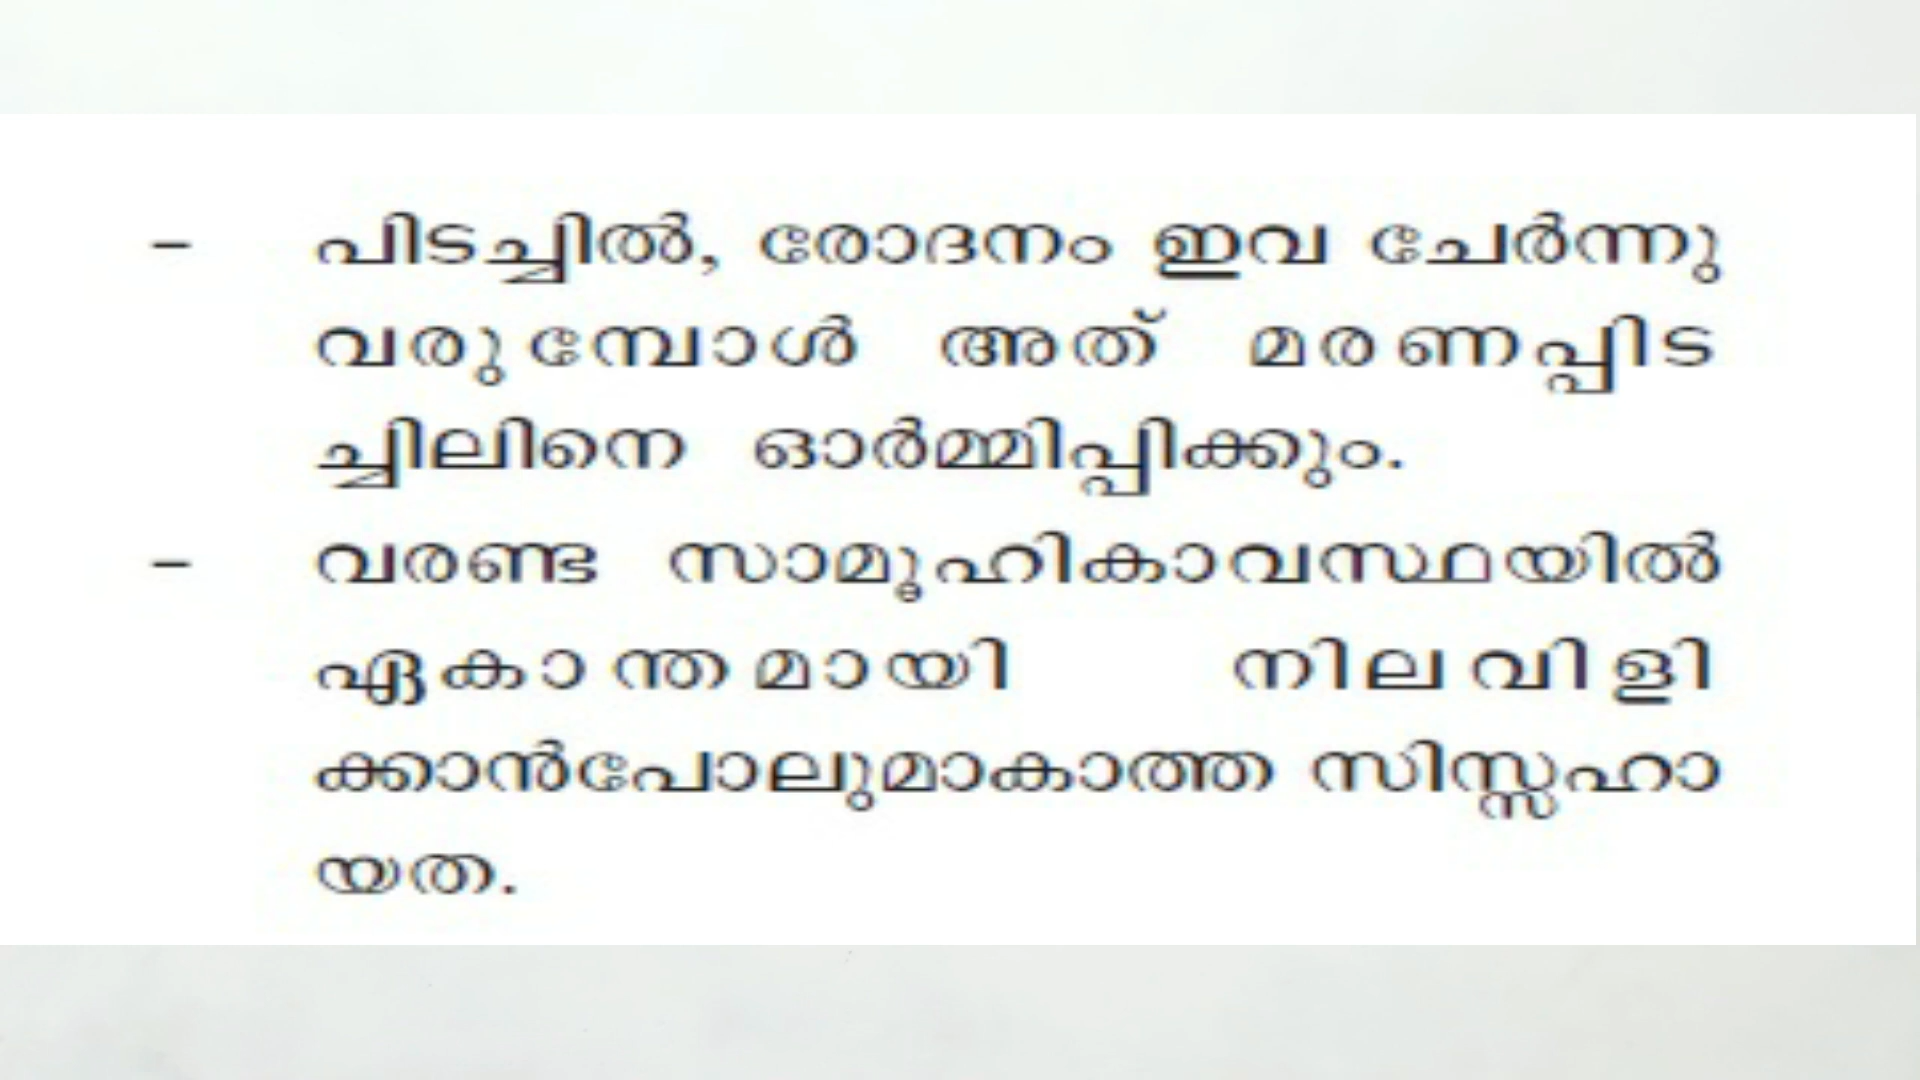 - പിടച്ചിൽ, രോദനം ഇവ ചേർന്നു
വരുമ്പോൾ അത് മരണപ്പിട
ച്ചിലിനെ ഓർമ്മിപ്പിക്കും.
- വരണ്ട സാമൂഹികാവസ്ഥയിൽ
ഏകാന്തമായി നിലവിളി
ക്കാൻപോലുമാകാത്ത സിസ്സഹാ
യത.